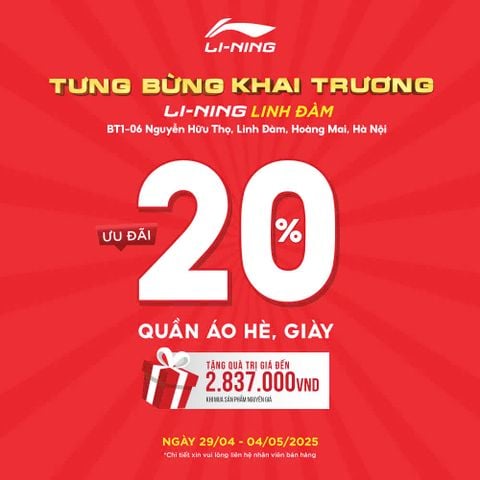 LI-NING
TƯNG BỪNG KHAI TRƯƠNG
LI-NING LINH ĐÀM
BT1-06 Nguyễn Hữu Thọ, Linh Đàm, Hoàng Mai, Hà Nội
ƯU ĐÃI
20%
QUẦN ÁO HÈ, GIÀY
TẶNG QUÀ TRỊ GIÁ ĐẾN
2.837.000VND
KHI MUA SẢN PHẨM NGUYÊN GIÁ
NGÀY 29/04 - 04/05/2025
*Chi tiết xin vui lòng liên hệ nhân viên bán hàng